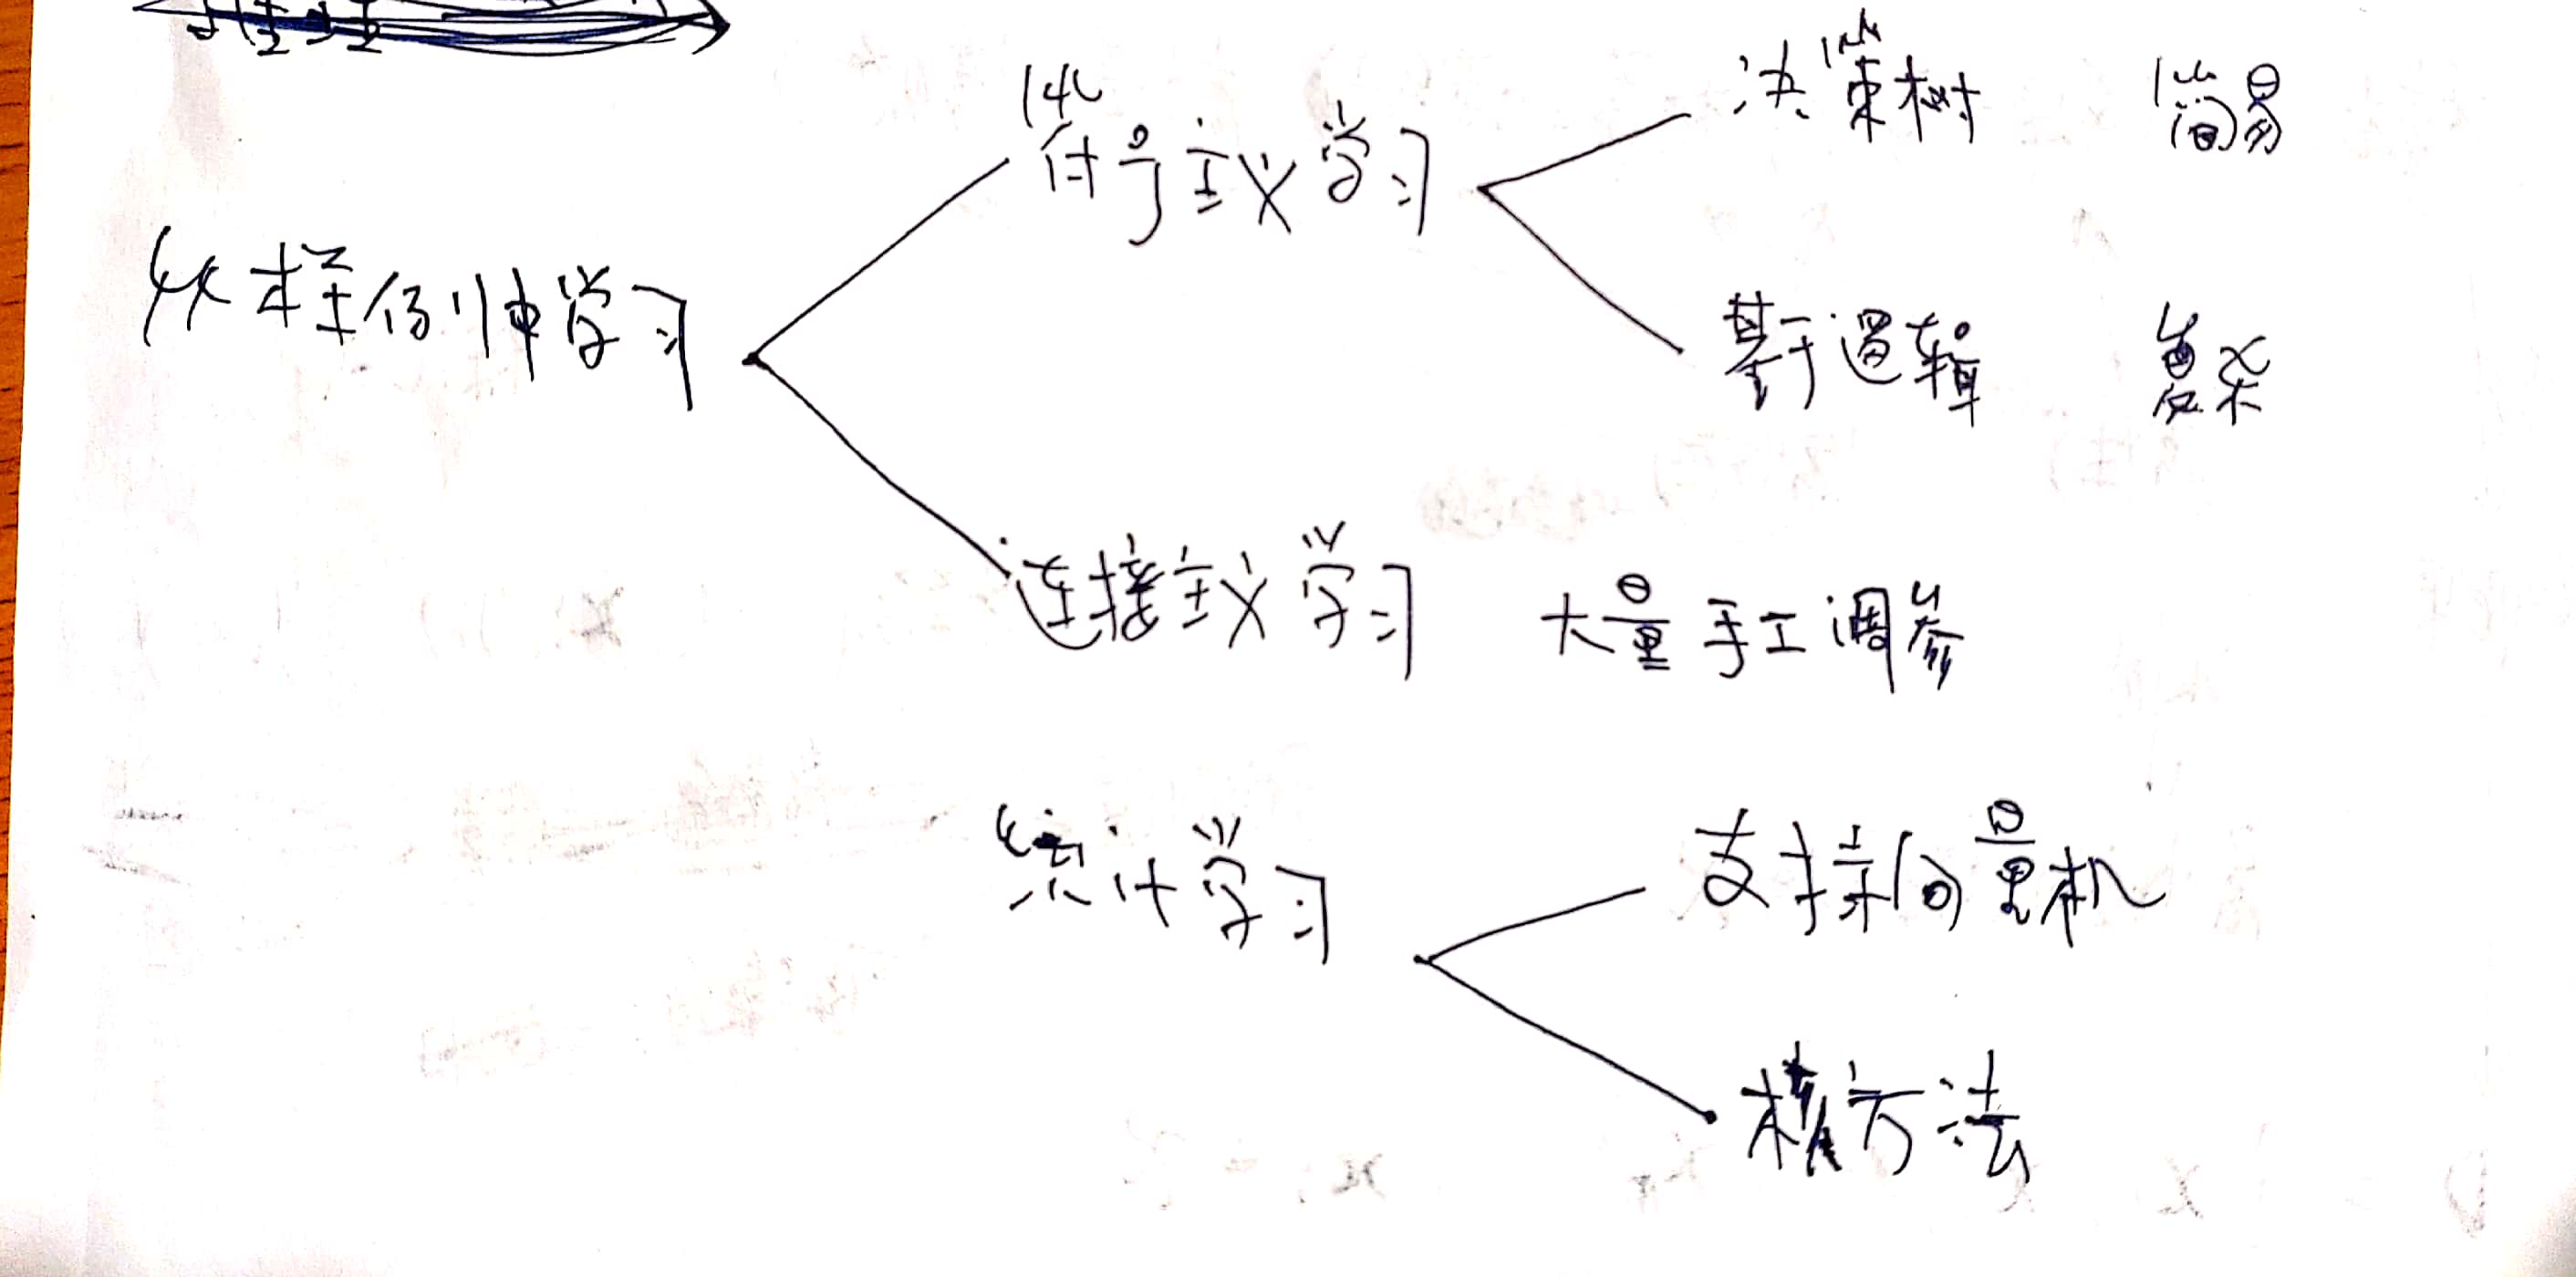 符号主义学习
决策树 简易
从样例中学习
基于逻辑 复杂
连接主义学习 大量手工调参
统计学习
支持向量机
核方法